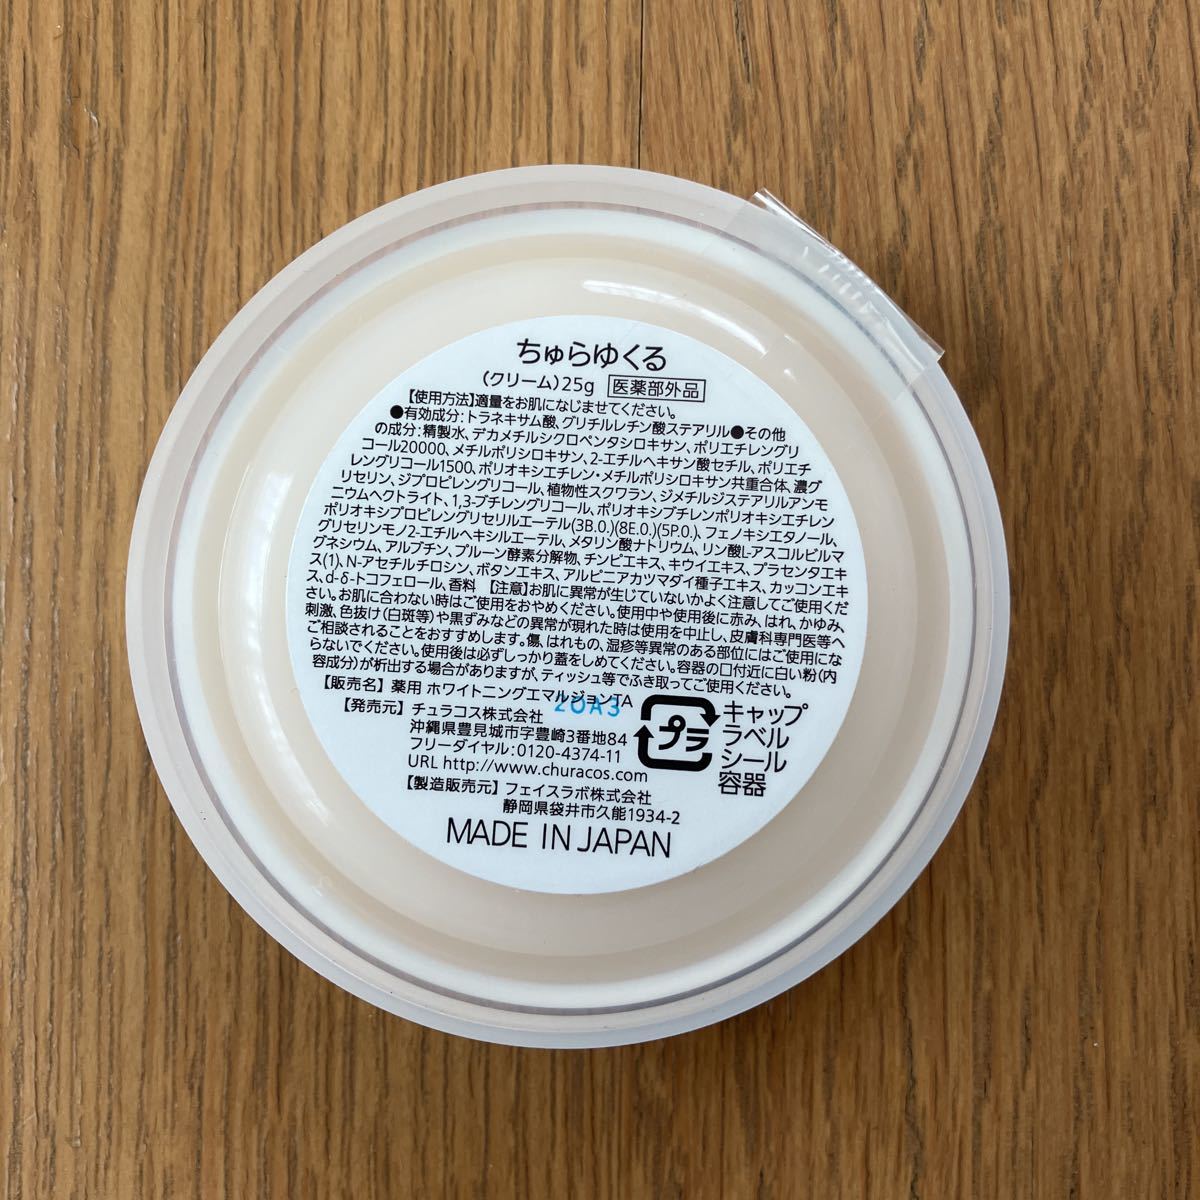 ちゅらゆくる
(クリーム)25g 医薬部外品
【使用方法】適量をお肌になじませてください。
●有効成分:トラネキサム酸、グリチルレチン酸ステアリル●その他
の成分:精製水、デカメチルシクロペンタシロキサン、ポリエチレングリ
コール20000、メチルポリシロキサン、2-エチルヘキサン酸セチル、ポリエチ
レングリコール1500、ポリオキシエチレン・メチルポリシロキサン共重合体、濃グ
リセリン、ジプロピレングリコール、植物性スクワラン、ジメチルジステアリルアンモ
ニウムヘクトライト、1,3-ブチレングリコール、ポリオキシブチレンポリオキシエチレン
ポリオキシプロピレングリセリルエーテル(3B.O.)(8E.O.)(5P.O.)、フェノキシエタノール、
グリセリンモノ2-エチルヘキシルエーテル、メタリン酸ナトリウム、リン酸L-アスコルビルマ
グネシウム、アルブチン、プルーン酵素分解物、チンピエキス、キウイエキス、プラセンタエキ
ス(1)、N-アセチルチロシン、ボタンエキス、アルピニアカツマダイ種子エキス、カッコンエキ
ス、d-δ-トコフェロール、香料 【注意】お肌に異常が生じていないかよく注意してご使用くだ
さい。お肌に合わない時はご使用をおやめください。使用中や使用後に赤み、はれ、かゆみ、
刺激、色抜け(白斑等)や黒ずみなどの異常が現れた時は使用を中止し、皮膚科専門医等へ
ご相談されることをおすすめします。傷、はれもの、湿疹等異常のある部位にはご使用にな
らないでください。使用後は必ずしっかり蓋をしめてください。容器の口付近に白い粉(内
容成分)が析出する場合がありますが、ティッシュ等でふき取ってご使用ください。
【販売名】薬用 ホワイトニングエマルジョンTA
20A3
【発売元】チュラコス株式会社
沖縄県豊見城市字豊崎3番地84
フリーダイヤル:0120-4374-11
URL http://www.churacos.com
プラ
キャップ
ラベル
シール
容器
【製造販売元】フェイスラボ株式会社
静岡県袋井市久能1934-2
MADE IN JAPAN